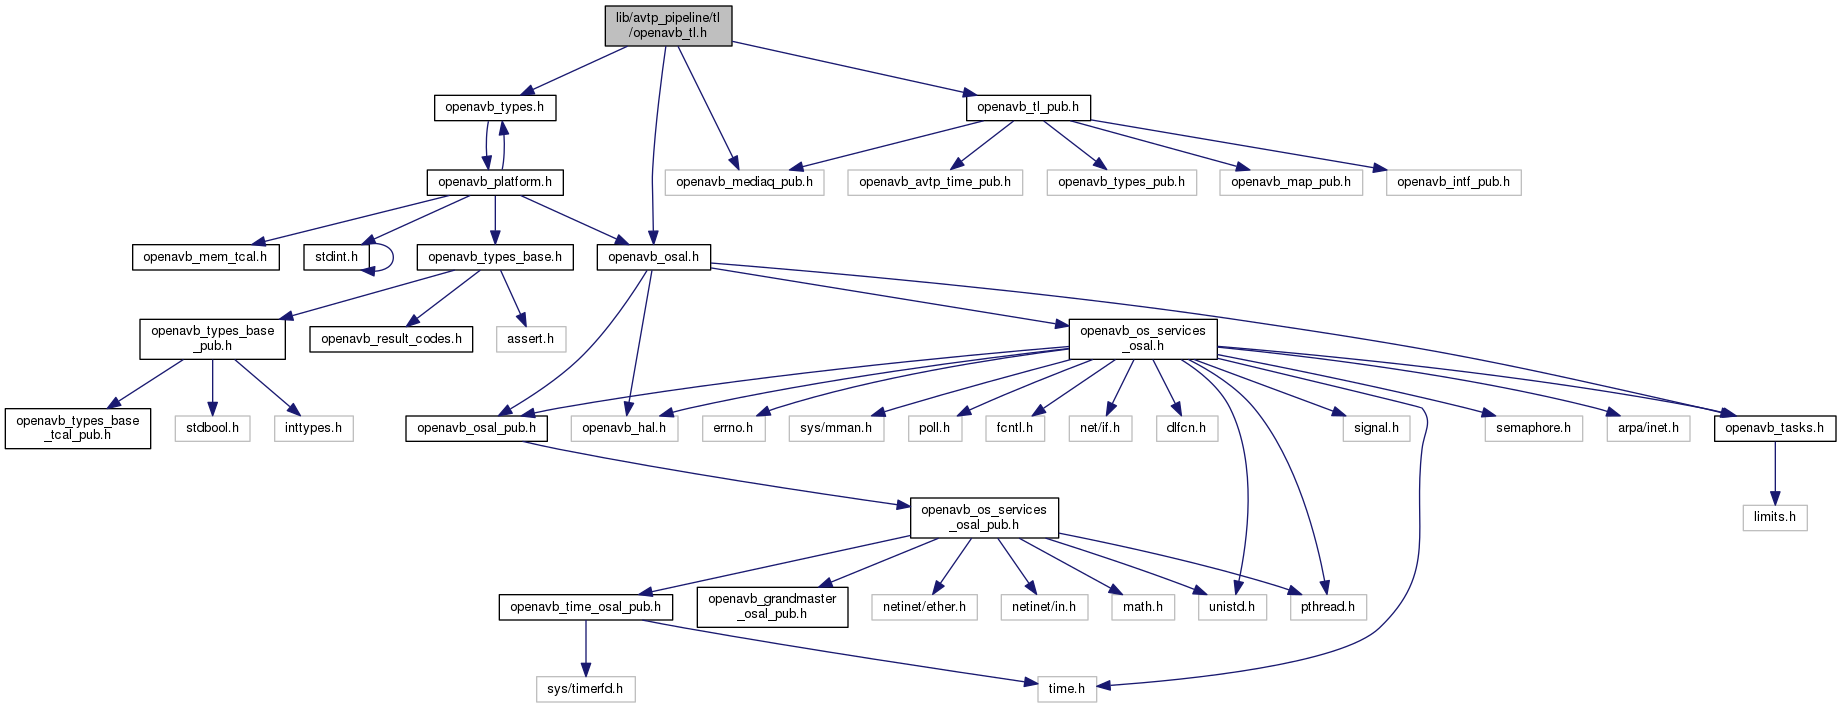 lib/avtp_pipeline/tl
/openavb_tl.h
openavb_types.h
openavb_tl_pub.h
openavb_platform.h
openavb_mediaq_pub.h
openavb_avtp_time_pub.h
openavb_types_pub.h
openavb_map_pub.h
openavb_intf_pub.h
openavb_mem_tcal.h
stdint.h
openavb_types_base.h
openavb_osal.h
openavb_types_base
_pub.h
openavb_result_codes.h
assert.h
openavb_os_services
_osal.h
openavb_types_base
_tcal_pub.h
stdbool.h
inttypes.h
openavb_osal_pub.h
openavb_hal.h
errno.h
sys/mman.h
poll.h
fcntl.h
net/if.h
dlfcn.h
signal.h
semaphore.h
arpa/inet.h
openavb_tasks.h
openavb_os_services
_osal_pub.h
limits.h
openavb_time_osal_pub.h
openavb_grandmaster
_osal_pub.h
netinet/ether.h
netinet/in.h
math.h
unistd.h
pthread.h
sys/timerfd.h
time.h